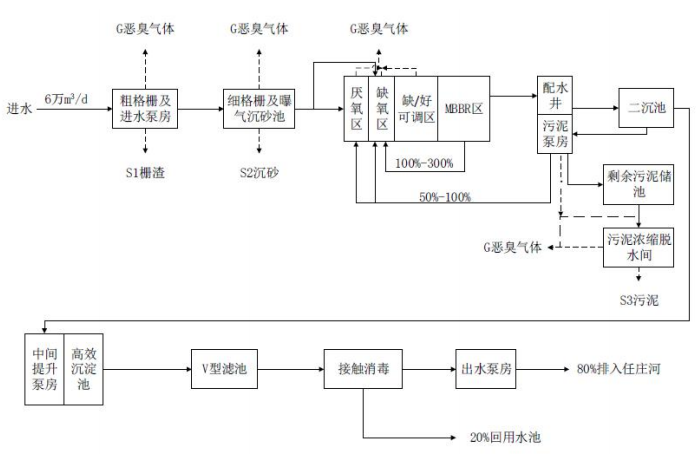 G恶臭气体
G恶臭气体
G恶臭气体
进水
6万m³/d
粗格栅及
进水泵房
细格栅及曝
气沉砂池
厌
氧
区
缺
氧
区
缺/好
可调区
MBBR区
配水
井
污泥
泵房
二沉池
S1栅渣
S2沉砂
100%-300%
50%-100%
剩余污泥储
池
G恶臭气体
污泥浓缩脱
水间
S3污泥
中间
提升
泵房
高效
沉淀
池
V型滤池
接触消毒
出水泵房
80%排入任庄河
20%回用水池